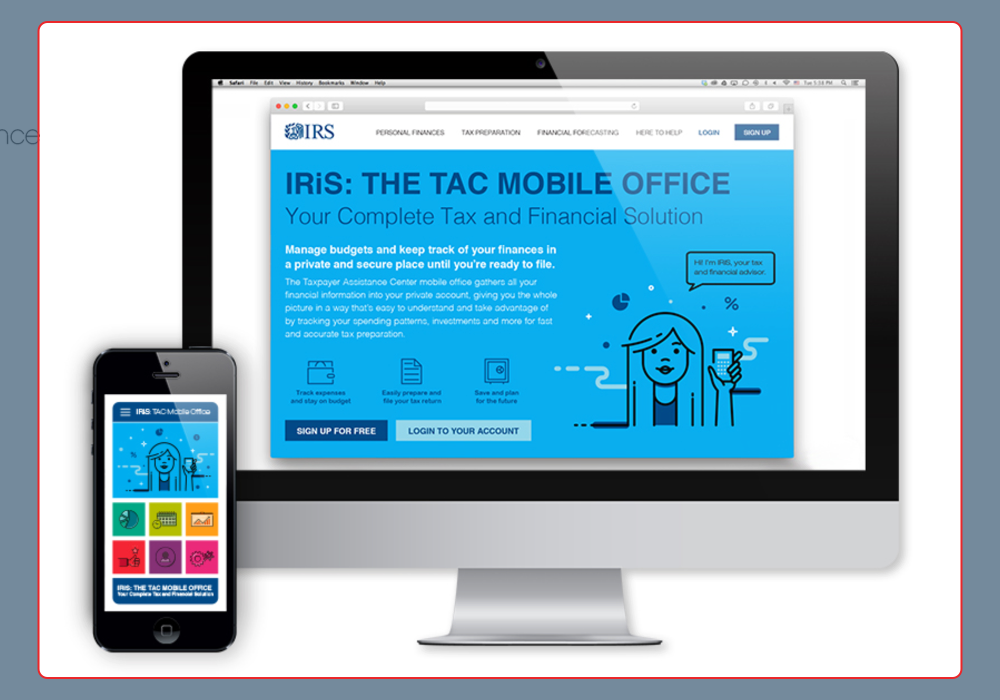 nce
Safari File Edit View History Bookmarks Window Help
Tue 5:58 PM
IRS
PERSONAL FINANCES TAX PREPARATION FINANCIAL FORECASTING HERE TO HELP LOGIN SIGN UP
IRiS: THE TAC MOBILE OFFICE
Your Complete Tax and Financial Solution
Manage budgets and keep track of your finances in
a private and secure place until you're ready to file.
The Taxpayer Assistance Center mobile office gathers all your
financial information into your private account, giving you the whole
picture in a way that's easy to understand and take advantage of
by tracking your spending patterns, investments and more for fast
and accurate tax preparation.
Hi! I'm IRiS, your tax
and financial advisor.
%
Track expenses
and stay on budget
Easily prepare and
file your tax return
Save and plan
for the future
SIGN UP FOR FREE LOGIN TO YOUR ACCOUNT
IRiS: TAC Mobile Office
%
IRiS: THE TAC MOBILE OFFICE
Your Complete Tax and Financial Solution